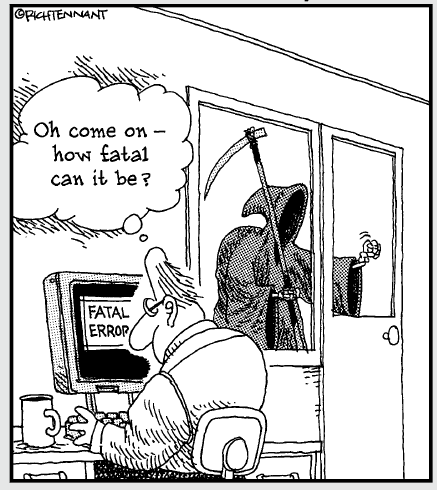 ©RICHTENNANT
Oh come on –
how fatal
can it be?
FATAL
ERROR